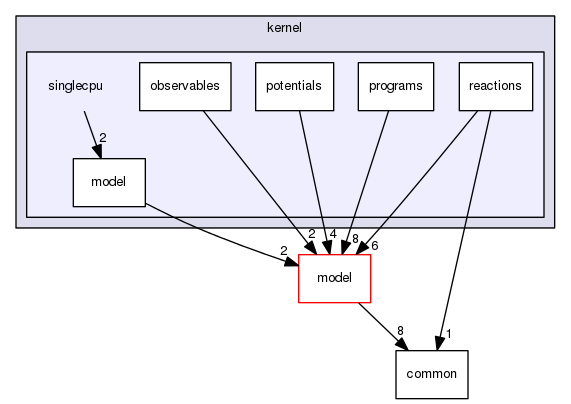 kernel
singlecpu
observables
potentials
programs
reactions
2
model
2
2
4
8
6
model
8
1
common